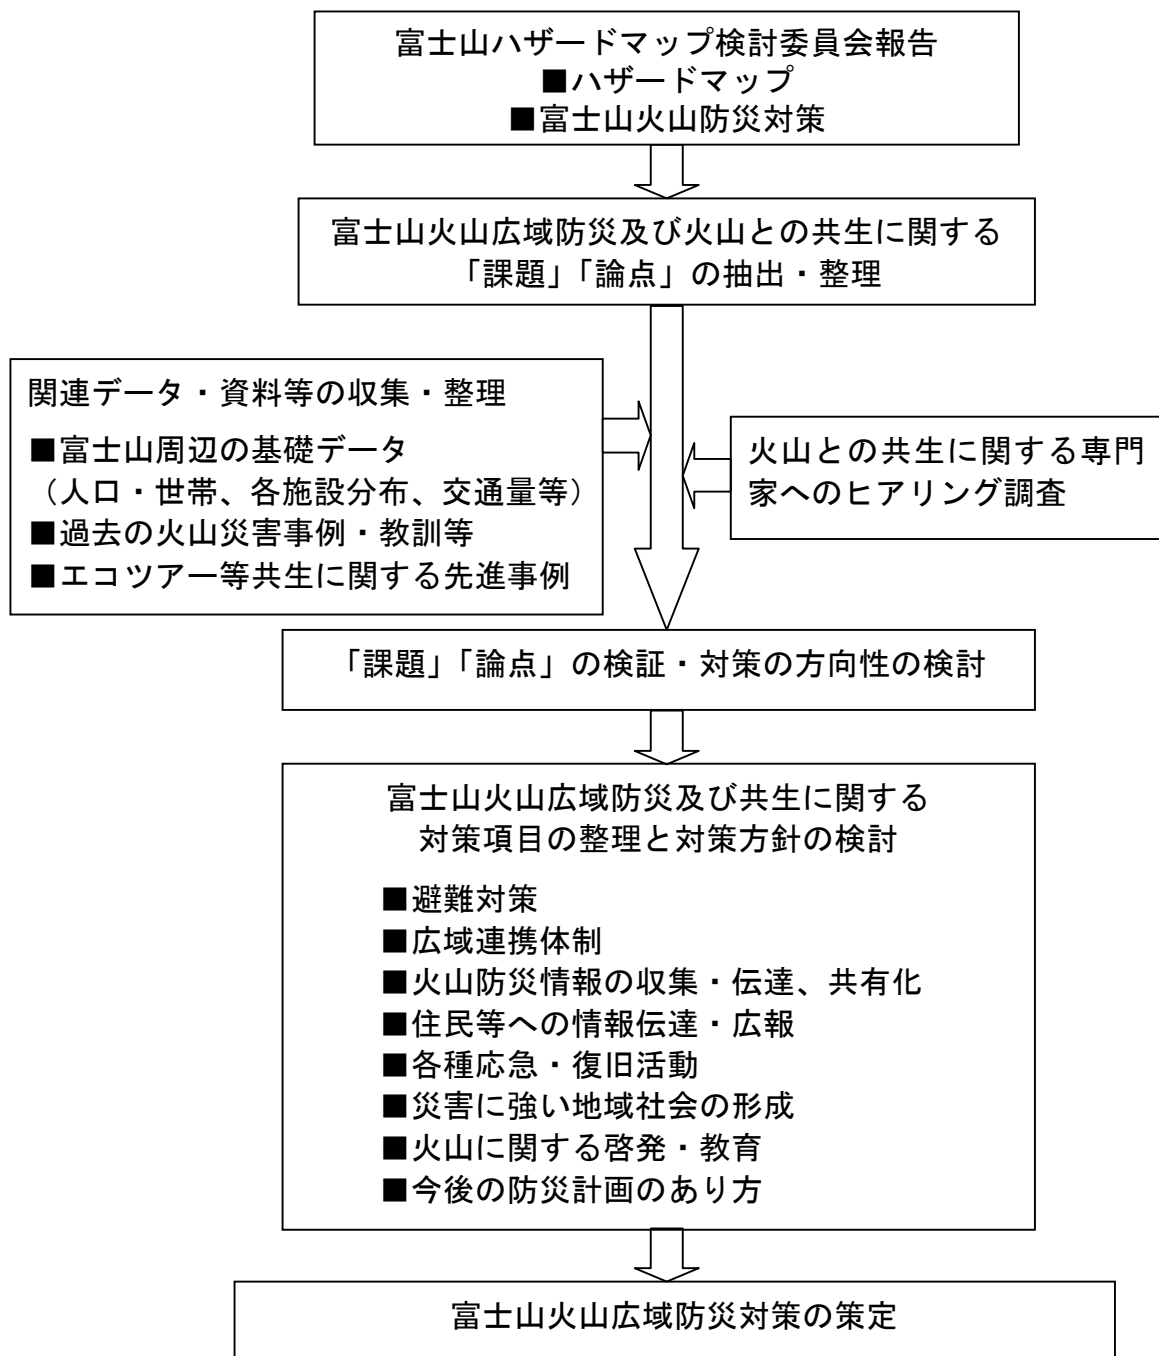 富士山ハザードマップ検討委員会報告
■ハザードマップ
■富士山火山防災対策
富士山火山広域防災及び火山との共生に関する
「課題」「論点」の抽出・整理
関連データ・資料等の収集・整理
■富士山周辺の基礎データ
（人口・世帯、各施設分布、交通量等）
■過去の火山災害事例・教訓等
■エコツアー等共生に関する先進事例
火山との共生に関する専門
家へのヒアリング調査
「課題」「論点」の検証・対策の方向性の検討
富士山火山広域防災及び共生に関する
対策項目の整理と対策方針の検討
■避難対策
■広域連携体制
■火山防災情報の収集・伝達、共有化
■住民等への情報伝達・広報
■各種応急・復旧活動
■災害に強い地域社会の形成
■火山に関する啓発・教育
■今後の防災計画のあり方
富士山火山広域防災対策の策定